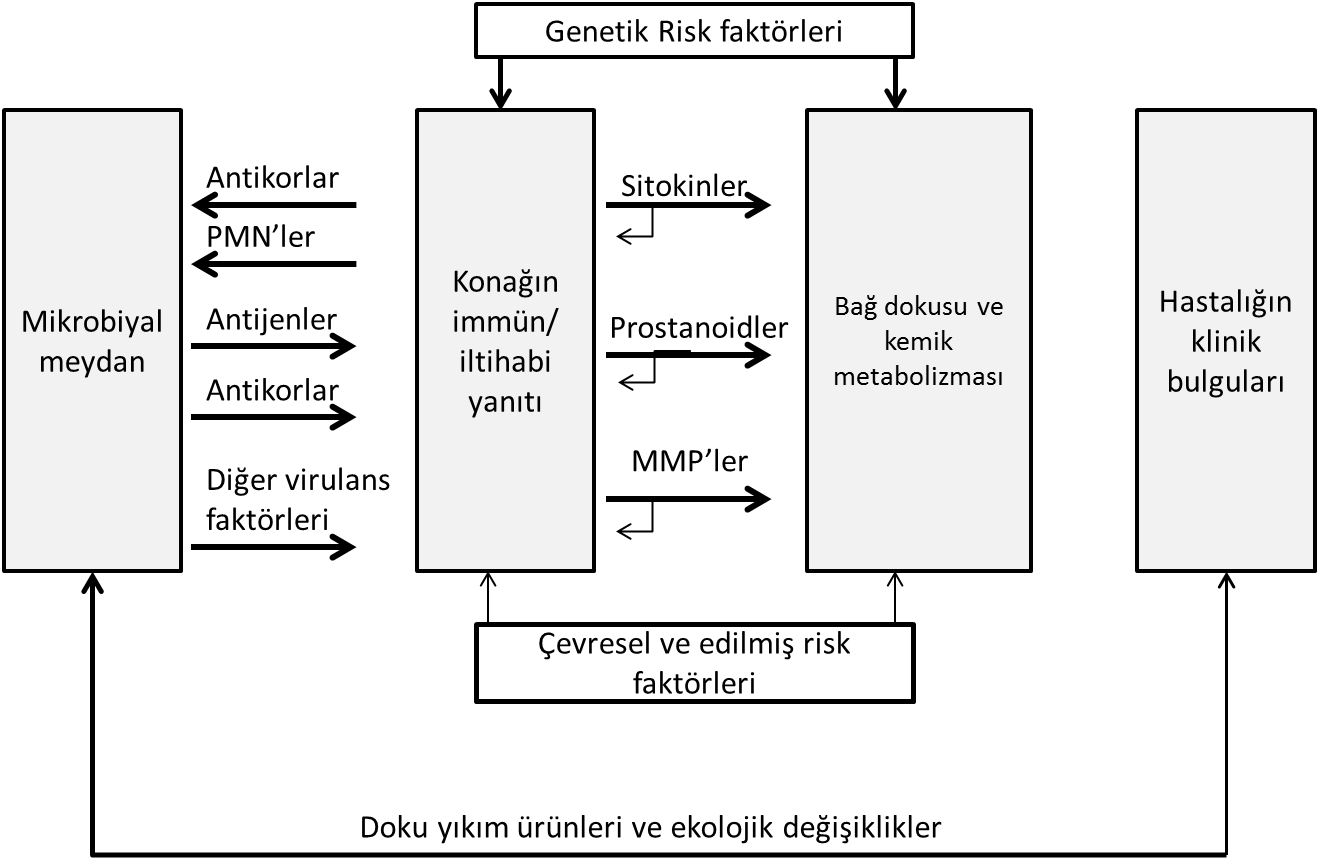 Genetik Risk faktörleri
Mikrobiyal
meydan
Antikorlar
PMN’ler
Antijenler
Antikorlar
Diğer virulans
faktörleri
Konağın
immün/
iltihabi
yanıtı
Sitokinler
Prostanoidler
MMP’ler
Bağ dokusu ve
kemik
metabolizması
Hastalığın
klinik
bulguları
Çevresel ve edilmiş risk
faktörleri
Doku yıkım ürünleri ve ekolojik değişiklikler